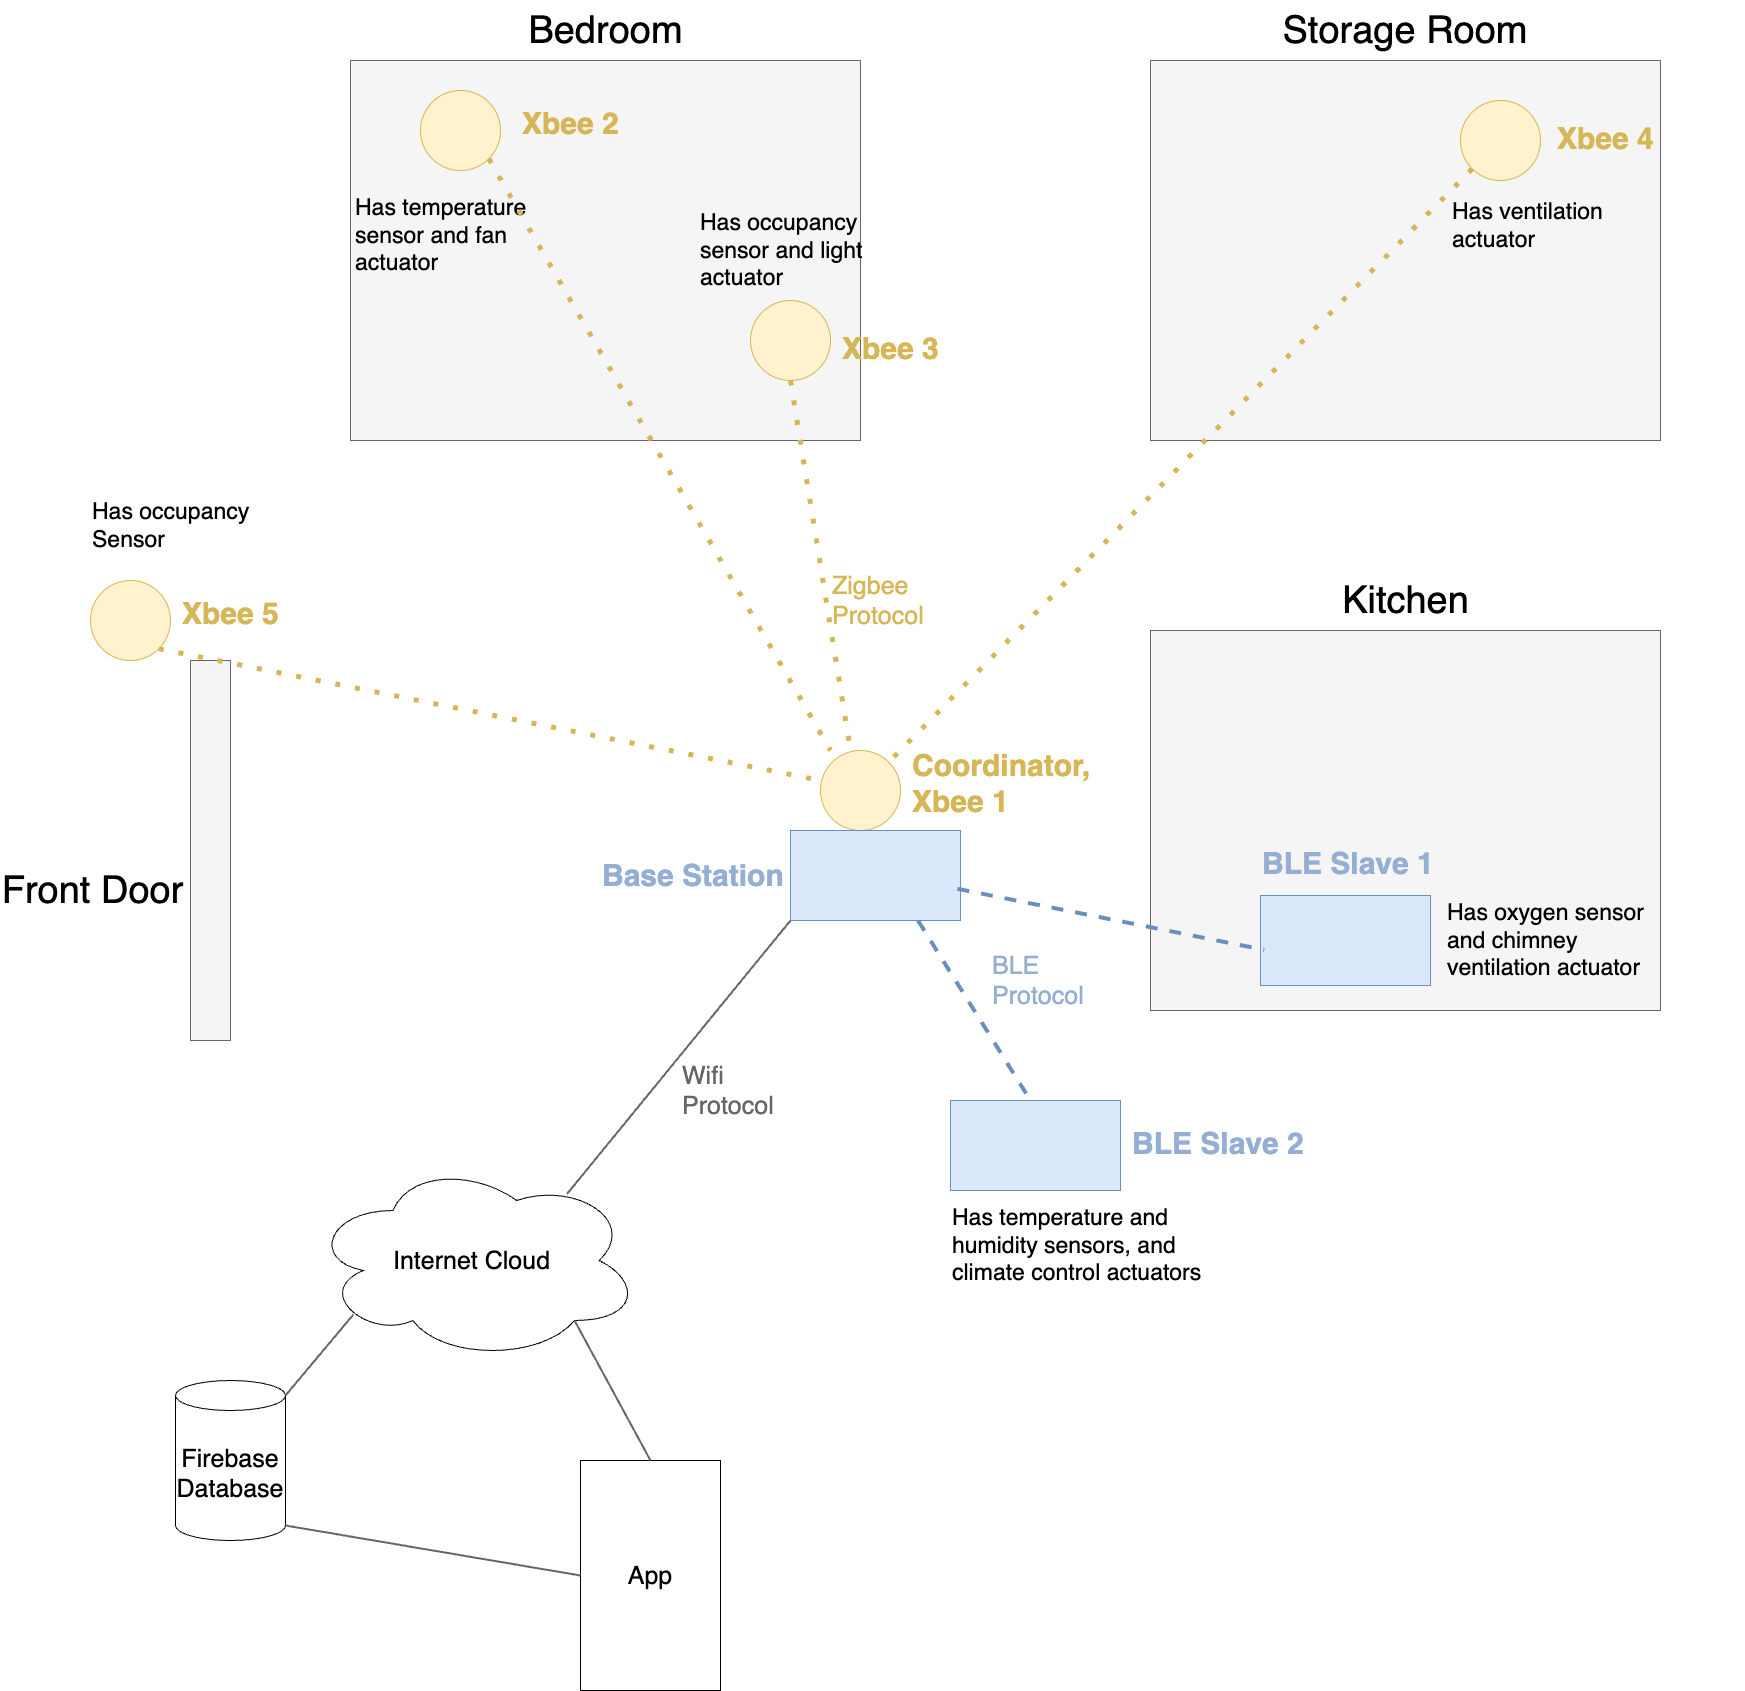 Bedroom
Storage Room
Xbee 2
Xbee 4
Has temperature
sensor and fan
actuator
Has occupancy
sensor and light
actuator
Has ventilation
actuator
Xbee 3
Has occupancy
Sensor
Xbee 5
Zigbee
Protocol
Kitchen
Coordinator,
Xbee 1
Base Station
Front Door
BLE Slave 1
Has oxygen sensor
and chimney
ventilation actuator
BLE
Protocol
Wifi
Protocol
BLE Slave 2
Has temperature and
humidity sensors, and
climate control actuators
Internet Cloud
Firebase
Database
App